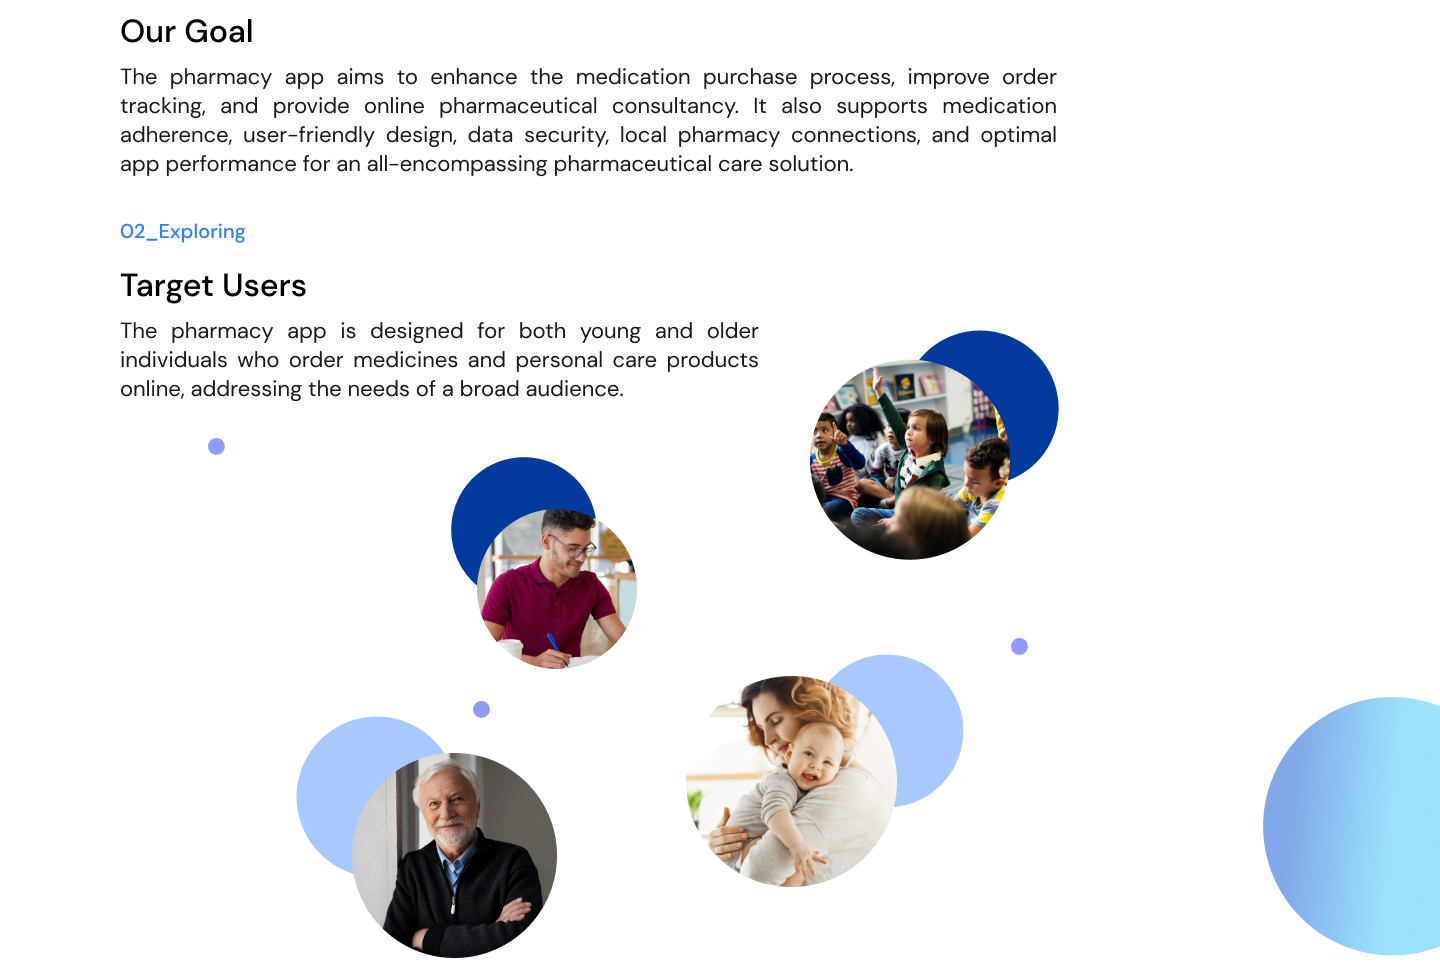 Our Goal
The pharmacy app aims to enhance the medication purchase process, improve order
tracking, and provide online pharmaceutical consultancy. It also supports medication
adherence, user-friendly design, data security, local pharmacy connections, and optimal
app performance for an all-encompassing pharmaceutical care solution.
02_Exploring
Target Users
The pharmacy app is designed for both young and older
individuals who order medicines and personal care products
online, addressing the needs of a broad audience.